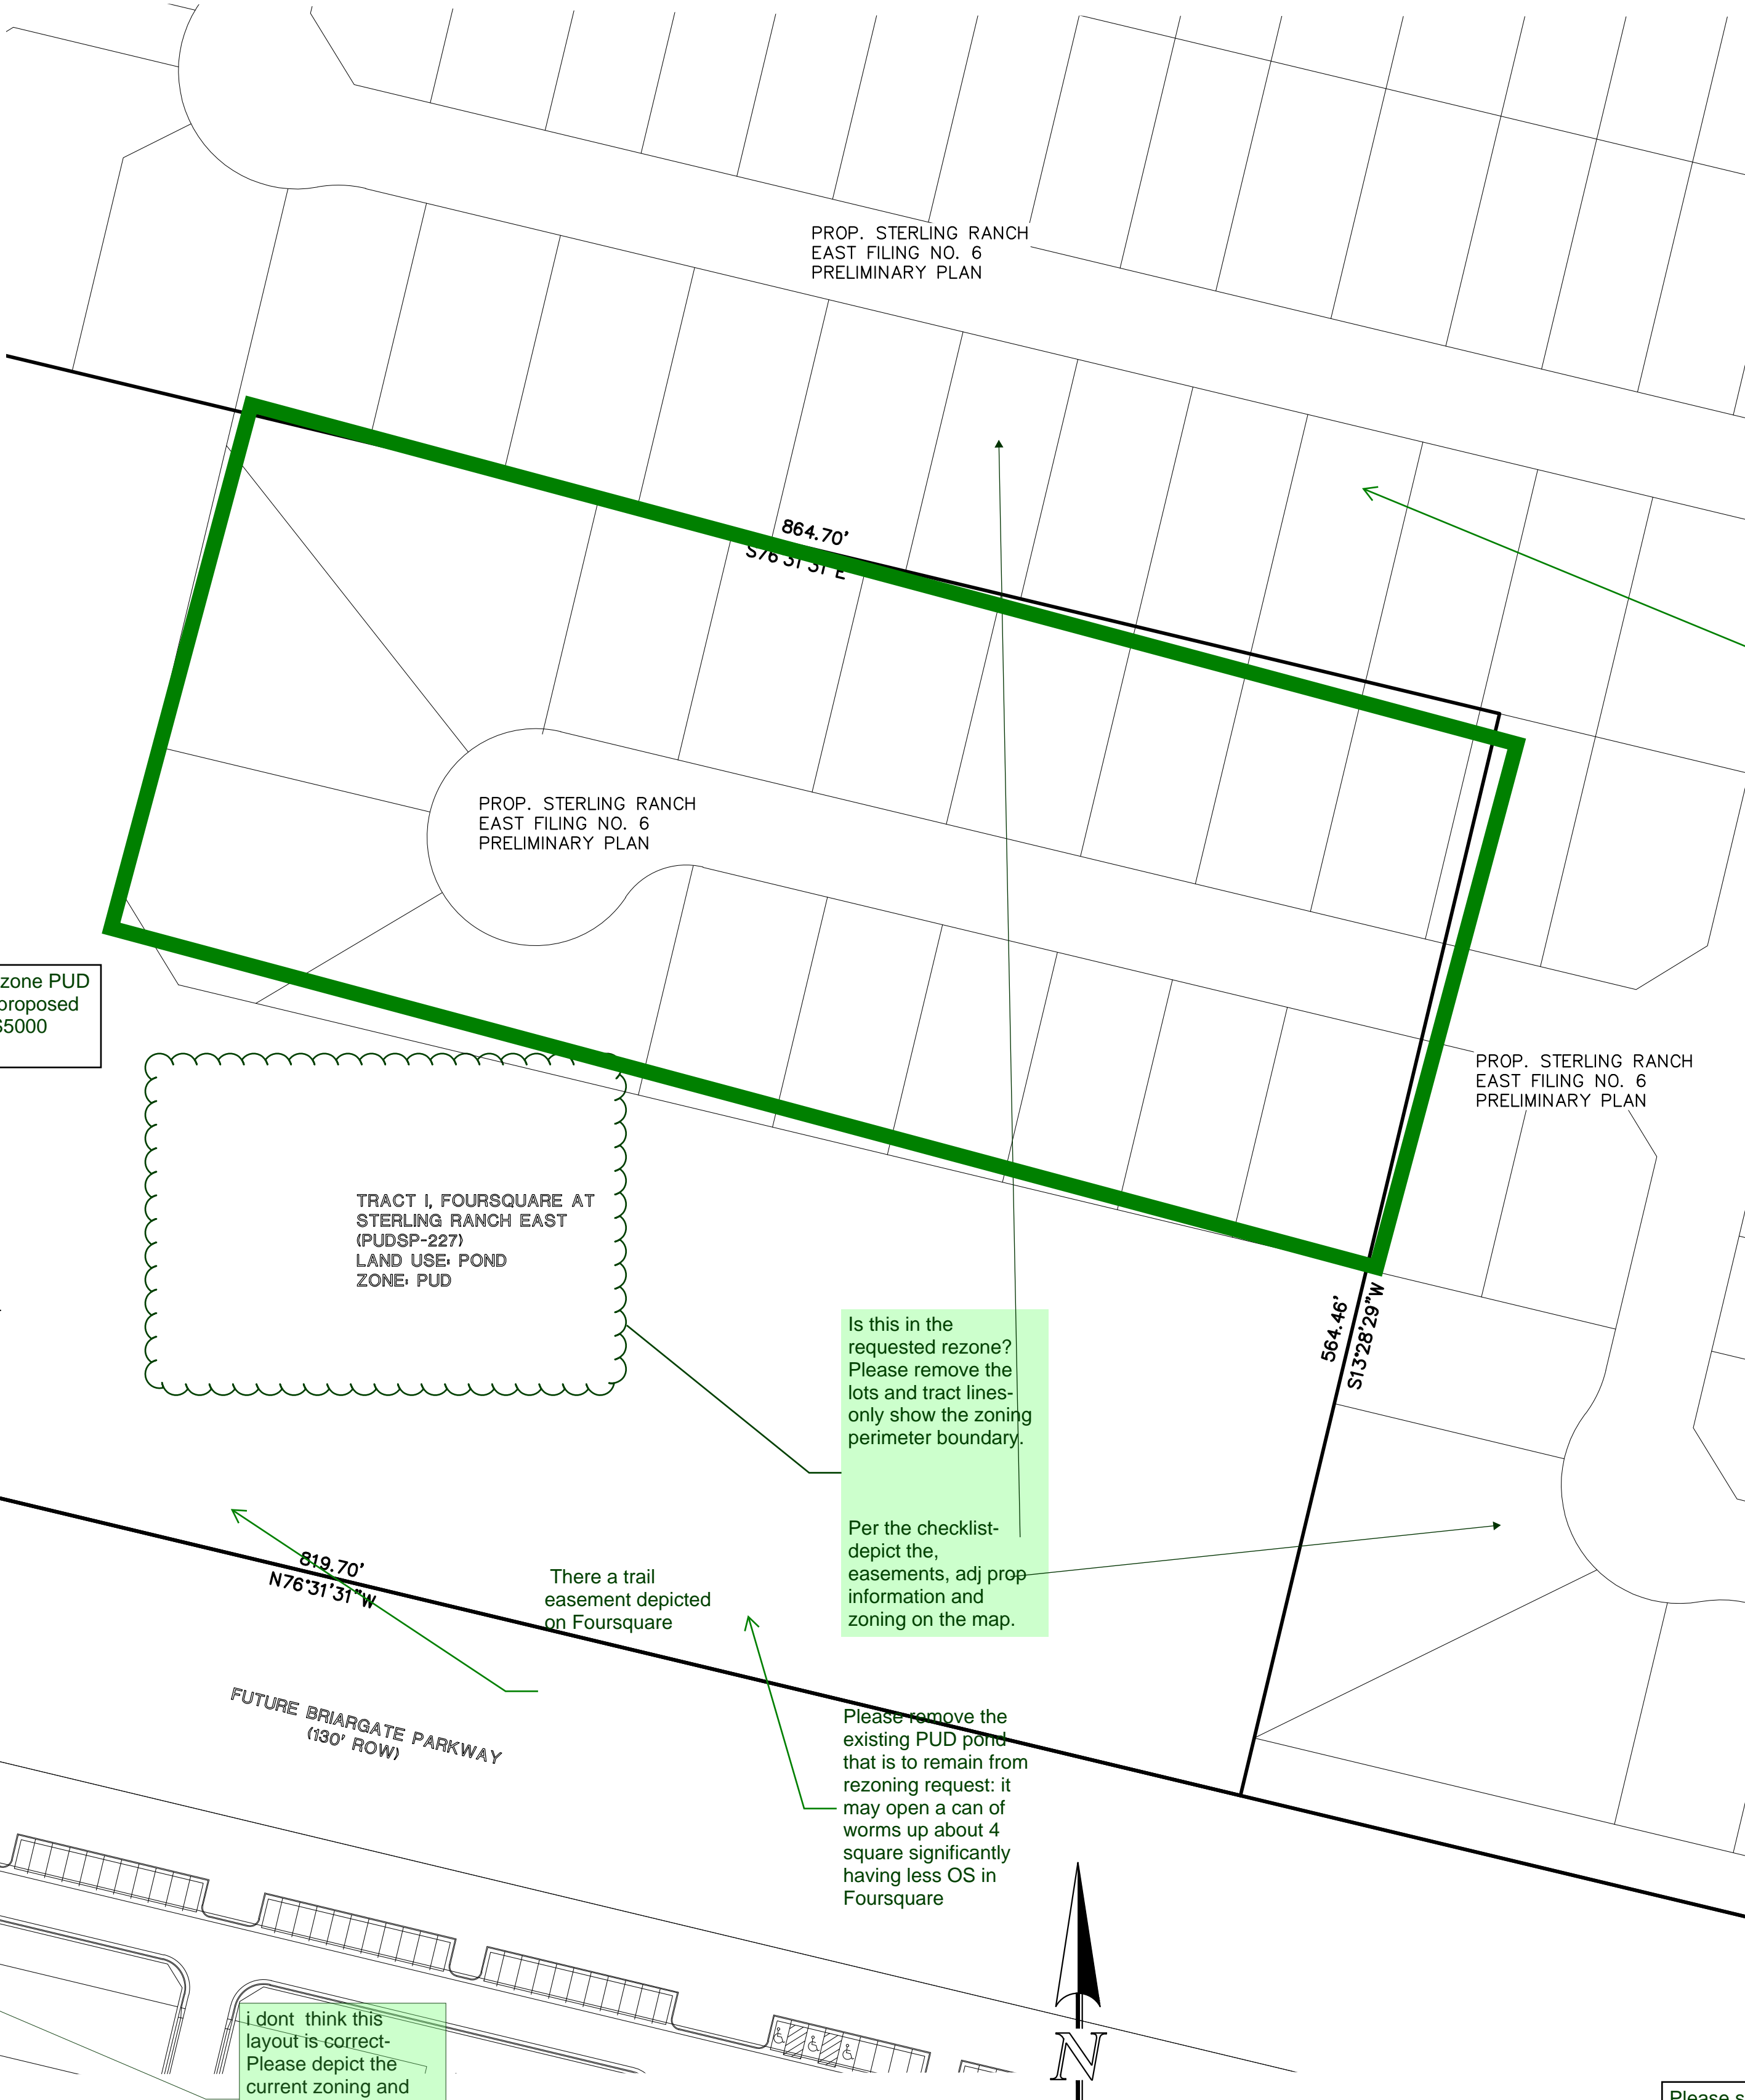 PROP. STERLING RANCH
EAST FILING NO. 6
PRELIMINARY PLAN
864.70'
S76°31'31"E
PROP. STERLING RANCH
EAST FILING NO. 6
PRELIMINARY PLAN
zone PUD
proposed
S5000
PROP. STERLING RANCH
EAST FILING NO. 6
PRELIMINARY PLAN
TRACT I, FOURSQUARE AT
STERLING RANCH EAST
(PUDSP-227)
LAND USE: POND
ZONE: PUD
564.46'
S13°28'29"W
Is this in the
requested rezone?
Please remove the
lots and tract lines-
only show the zoning
perimeter boundary.
Per the checklist-
depict the,
easements, adj prop
information and
zoning on the map.
819.70'
N76°31'31"W
There a trail
easement depicted
on Foursquare
FUTURE BRIARGATE PARKWAY
(130' ROW)
Please remove the
existing PUD pond
that is to remain from
rezoning request: it
may open a can of
worms up about 4
square significantly
having less OS in
Foursquare
N
i dont think this
layout is correct-
Please depict the
current zoning and
Please s